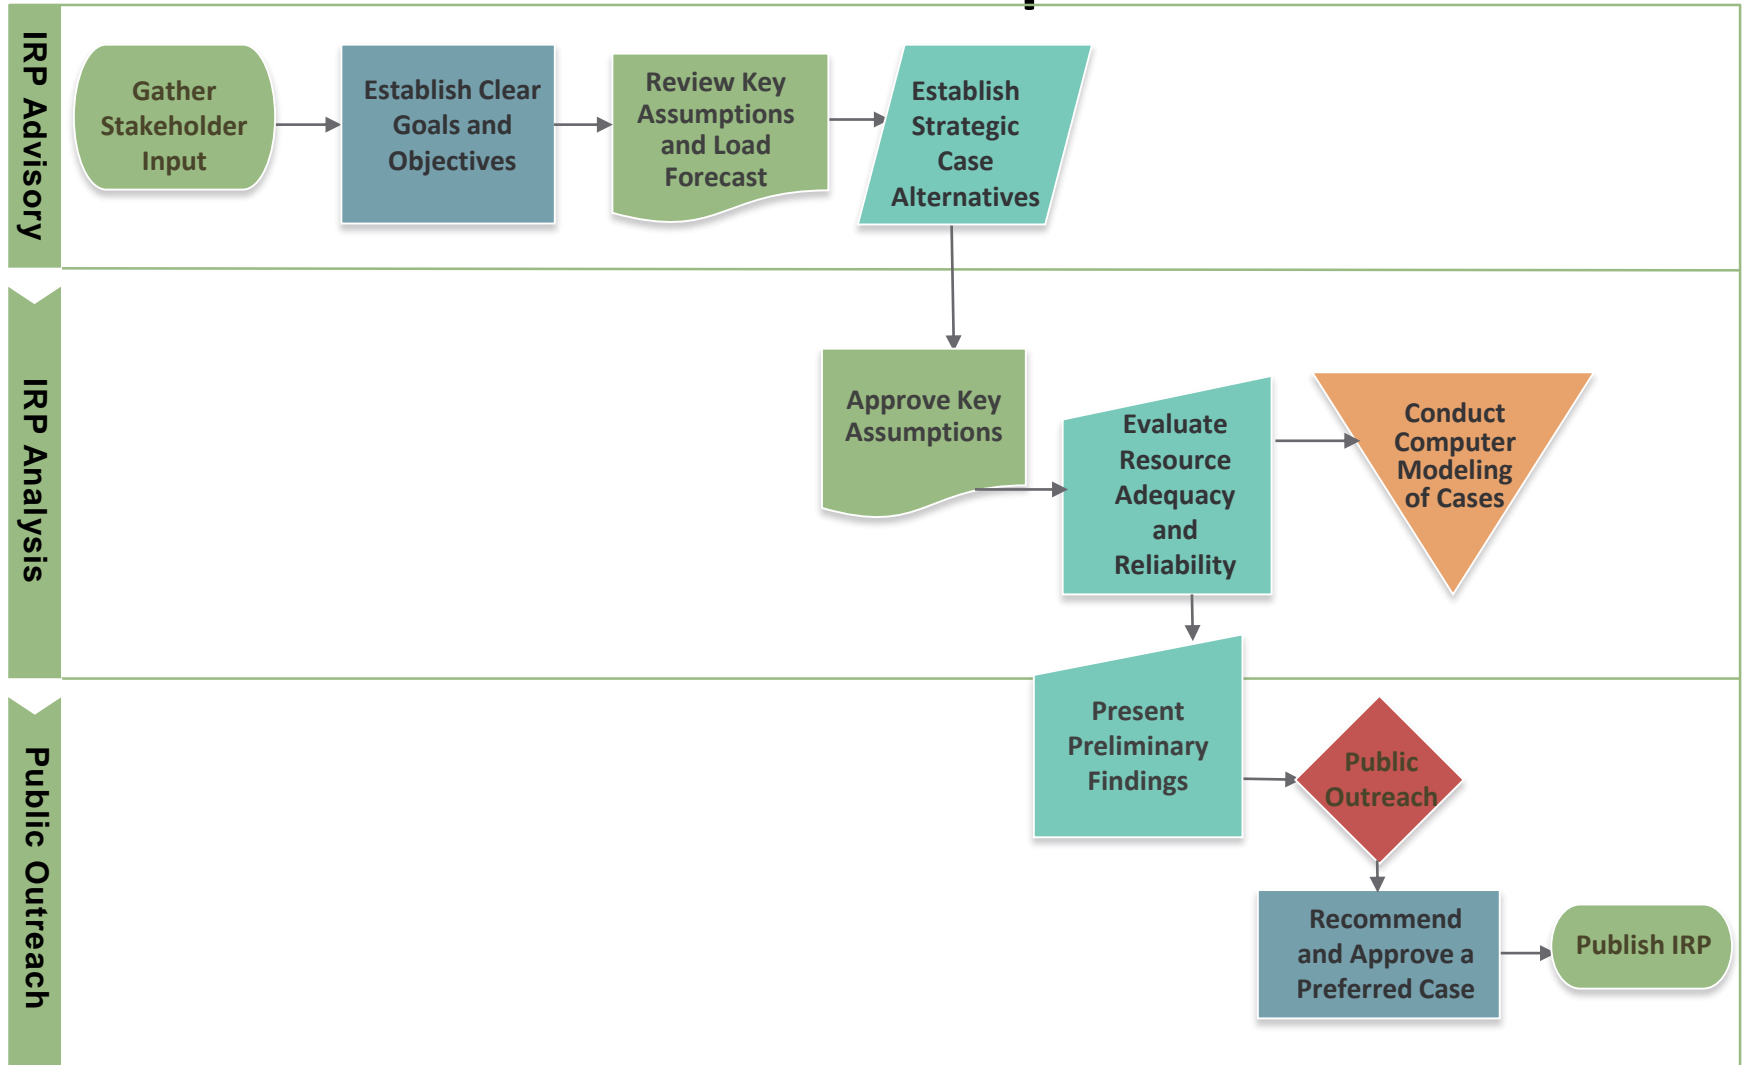 IRP Advisory
Gather
Stakeholder
Input
Establish Clear
Goals and
Objectives
Review Key
Assumptions
and Load
Forecast
Establish
Strategic
Case
Alternatives
IRP Analysis
Approve Key
Assumptions
Evaluate
Resource
Adequacy
and
Reliability
Conduct
Computer
Modeling
of Cases
Public Outreach
Present
Preliminary
Findings
Public
Outreach
Recommend
and Approve a
Preferred Case
Publish IRP